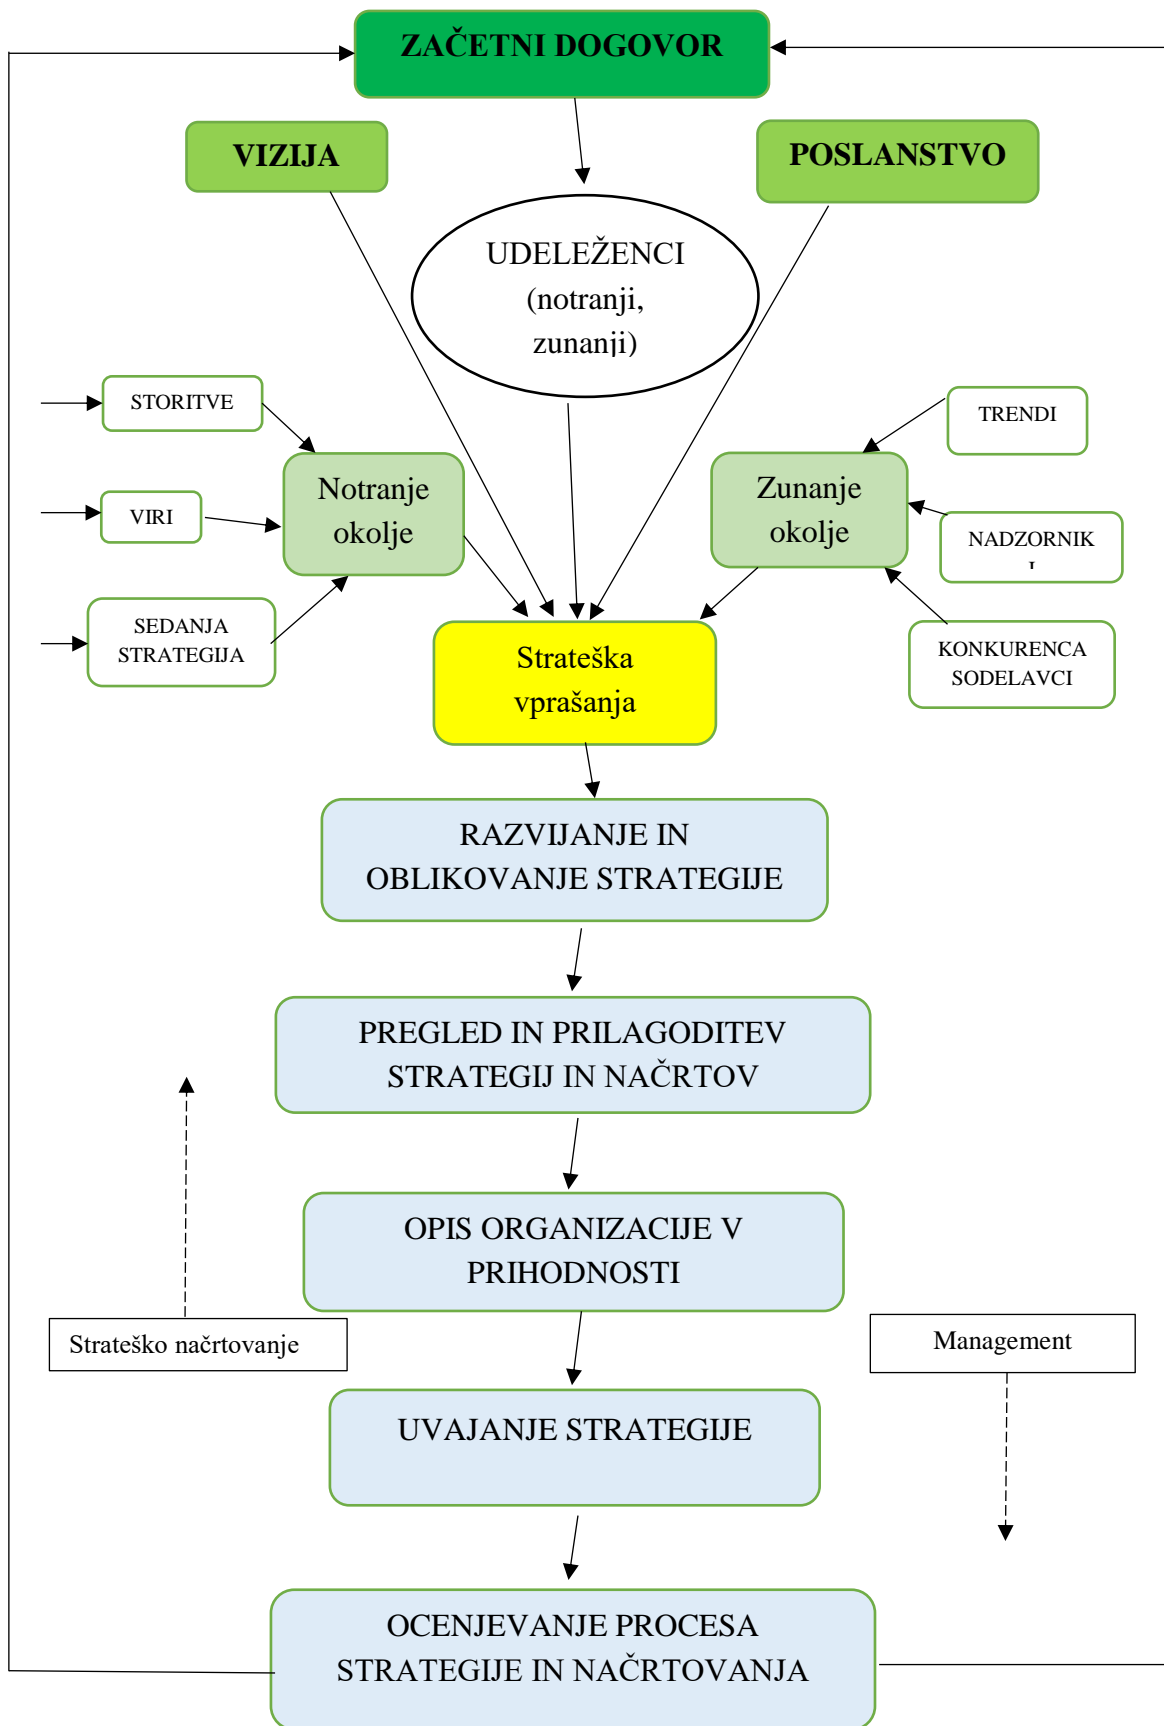 ZAČETNI DOGOVOR
VIZIJA
POSLANSTVO
UDELEŽENCI
(notranji,
zunanji)
STORITVE
TRENDI
Notranje
okolje
Zunanje
okolje
VIRI
NADZORNIK
I
SEDANJA
STRATEGIJA
KONKURENCA
SODELAVCI
Strateška
vprašanja
RAZVIJANJE IN
OBLIKOVANJE STRATEGIJE
PREGLED IN PRILAGODITEV
STRATEGIJ IN NAČRTOV
OPIS ORGANIZACIJE V
PRIHODNOSTI
Strateško načrtovanje
Management
UVAJANJE STRATEGIJE
OCENJEVANJE PROCESA
STRATEGIJE IN NAČRTOVANJA